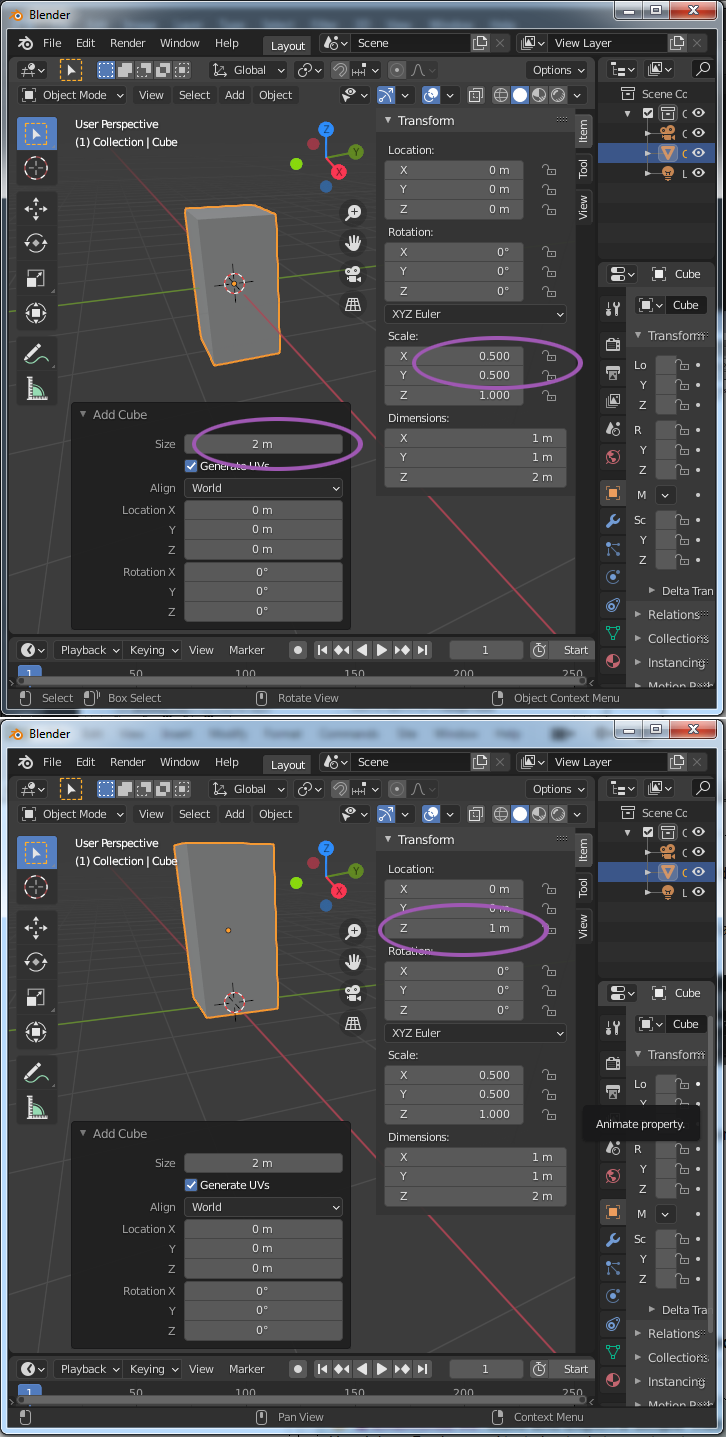 Blender
File Edit Render Window Help Layout Scene View Layer
Global Options
Object Mode View Select Add Object
User Perspective
(1) Collection | Cube
Z
Y
X
Transform
Item
Tool
View
Location:
X 0 m
Y 0 m
Z 0 m
Rotation:
X 0°
Y 0°
Z 0°
XYZ Euler
Scale:
X 0.500
Y 0.500
Z 1.000
Dimensions:
X 1 m
Y 1 m
Z 2 m
Add Cube
Size 2 m
Generate UVs
Align World
Location X 0 m
Y 0 m
Z 0 m
Rotation X 0°
Y 0°
Z 0°
Scene Cc
C
C
L
Cube
Cube
Transform
Lo
Y
Z
R
Y
Z
M
Sc
Y
Z
Delta Tran
Relations
Collections
Instancing
Playback Keying View Marker 1 Start
1 50 100 150 200 250
Select Box Select Rotate View Object Context Menu
Blender
File Edit Render Window Help Layout Scene View Layer
Global Options
Object Mode View Select Add Object
User Perspective
(1) Collection | Cube
Z
Y
X
Transform
Item
Tool
View
Location:
X 0 m
Y 0 m
Z 1 m
Rotation:
X 0°
Y 0°
Z 0°
XYZ Euler
Scale:
X 0.500
Y 0.500
Z 1.000
Dimensions:
X 1 m
Y 1 m
Z 2 m
Add Cube
Size 2 m
Generate UVs
Align World
Location X 0 m
Y 0 m
Z 0 m
Rotation X 0°
Y 0°
Z 0°
Scene Cc
C
C
L
Cube
Cube
Transform
Lo
Y
Animate property.
R
Y
Z
M
Sc
Y
Z
Delta Tra
Relations
Collections
Instancing
Playback Keying View Marker 1 Start
1 50 100 150 200 250
Pan View Context Menu